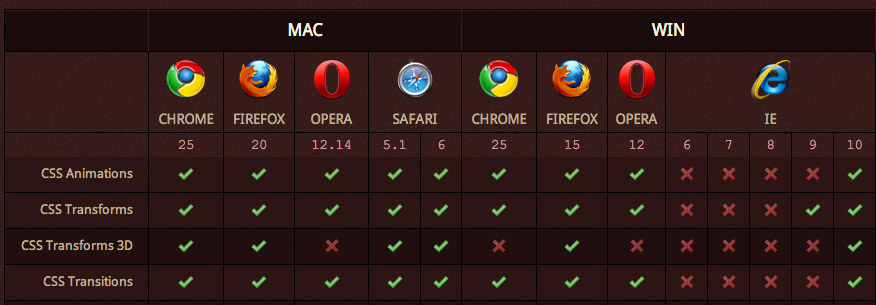 MAC WIN
CHROME FIREFOX OPERA SAFARI CHROME FIREFOX OPERA IE
25 20 12.14 5.1 6 25 15 12 6 7 8 9 10
CSS Animations
CSS Transforms
CSS Transforms 3D
CSS Transitions